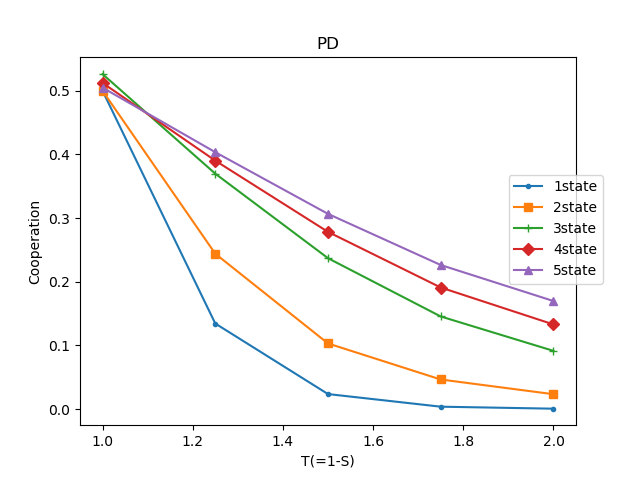 PD
Cooperation
0.5
0.4
0.3
0.2
0.1
0.0
1.0 1.2 1.4 1.6 1.8 2.0
T(=1-S)
1state
2state
3state
4state
5state